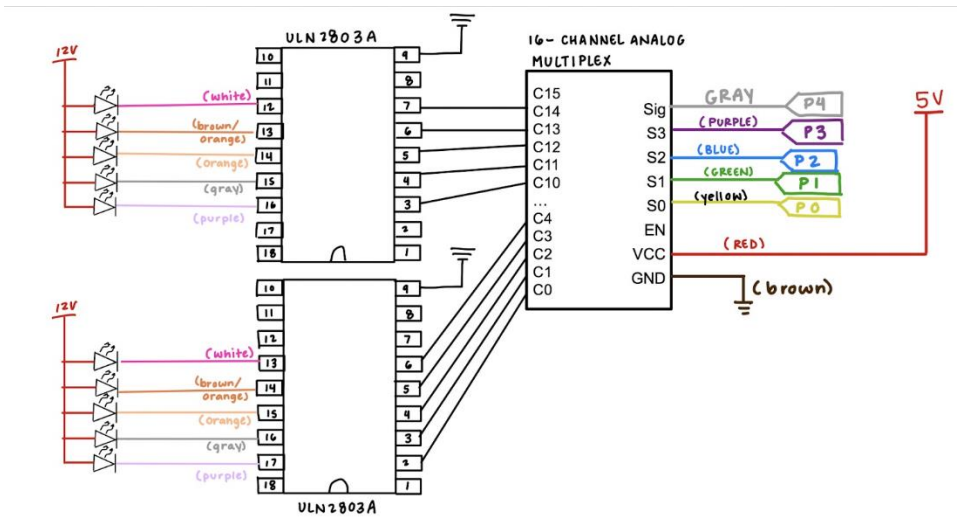 ULN2803A
12V
10
11
12
13
14
15
16
17
18
9
8
7
6
5
4
3
2
1
(white)
(brown/
orange)
(orange)
(gray)
(purple)
16- CHANNEL ANALOG
MULTIPLEX
C15
C14
C13
C12
C11
C10
...
C4
C3
C2
C1
C0
Sig
S3
S2
S1
S0
EN
VCC
GND
GRAY
P4
(PURPLE)
P3
(BLUE)
P2
(GREEN)
P1
(yellow)
P0
(RED)
5V
(brown)
12V
10
11
12
13
14
15
16
17
18
9
8
7
6
5
4
3
2
1
(white)
(brown/
orange)
(orange)
(gray)
(purple)
ULN2803A